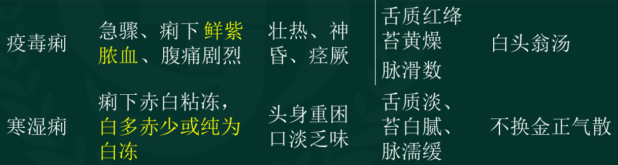 疫毒痢
急骤、痢下鲜紫
脓血、腹痛剧烈
壮热、神
昏、痉厥
舌质红绛
苔黄燥
脉滑数
白头翁汤
寒湿痢
痢下赤白粘冻，
白多赤少或纯为
白冻
头身重困
口淡乏味
舌质淡、
苔白腻、
脉濡缓
不换金正气散